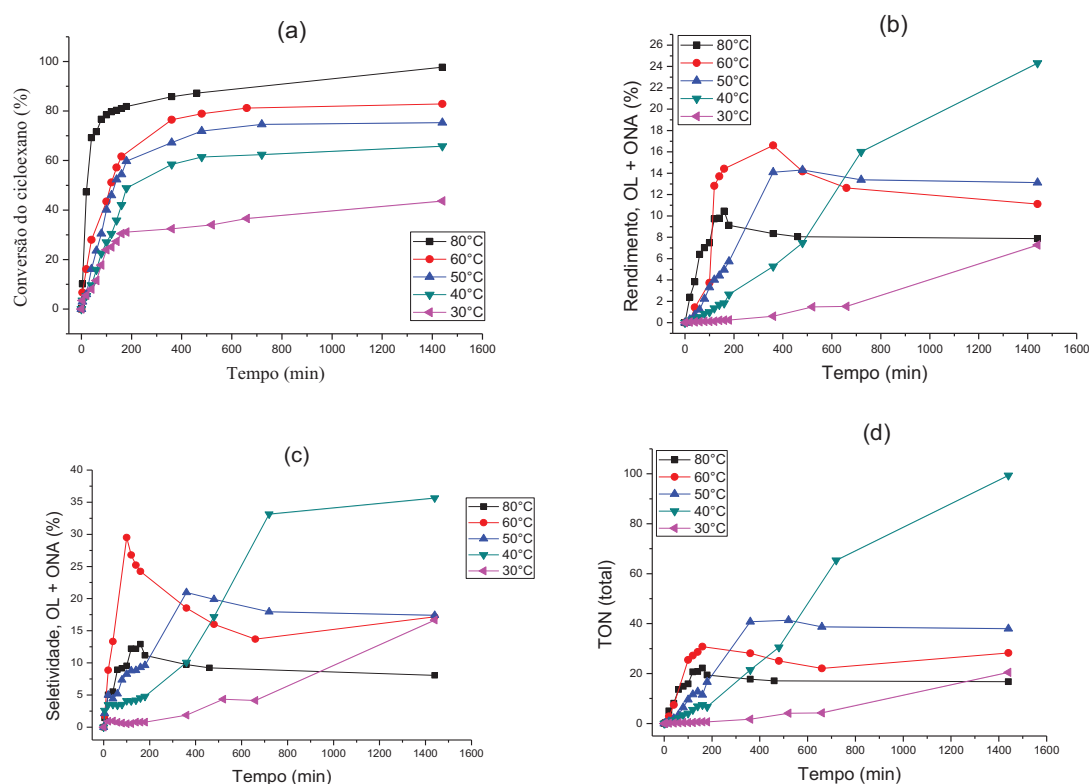 (a)
Conversão do cicloexano (%)
100
80
60
40
20
0
80°C
60°C
50°C
40°C
30°C
0 200 400 600 800 1000 1200 1400 1600
Tempo (min)
(b)
Rendimento, OL + ONA (%)
26
24
22
20
18
16
14
12
10
8
6
4
2
0
80°C
60°C
50°C
40°C
30°C
0 200 400 600 800 1000 1200 1400 1600
Tempo (min)
(c)
Seletividade, OL + ONA (%)
40
35
30
25
20
15
10
5
0
80°C
60°C
50°C
40°C
30°C
0 200 400 600 800 1000 1200 1400 1600
Tempo (min)
(d)
TON (total)
100
80
60
40
20
0
80°C
60°C
50°C
40°C
30°C
0 200 400 600 800 1000 1200 1400 1600
Tempo (min)